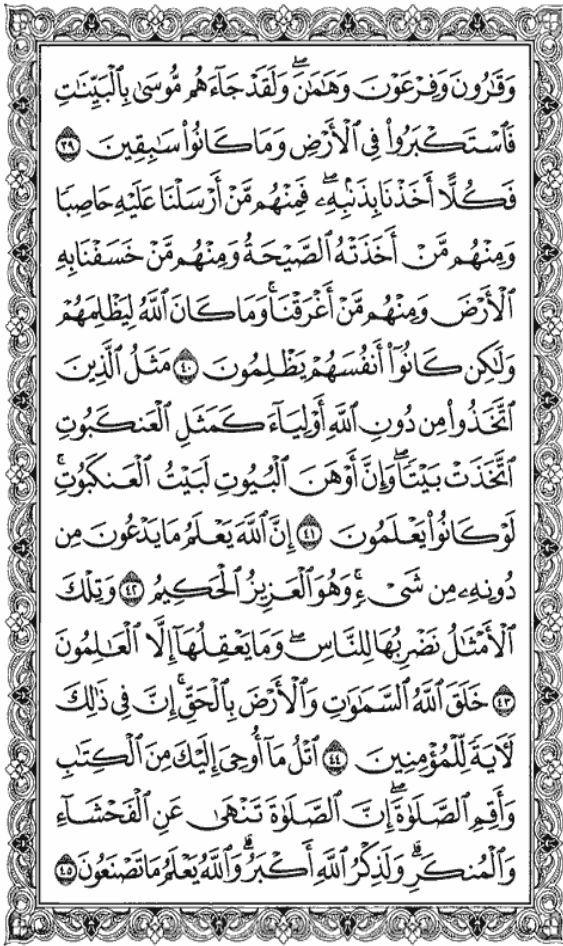 وَقَٰرُونَ وَفِرْعَوْنَ وَهَٰمَٰنَ ۖ وَلَقَدْ جَآءَهُم مُّوسَىٰ بِٱلْبَيِّنَٰتِ
فَٱسْتَكْبَرُوا۟ فِى ٱلْأَرْضِ وَمَا كَانُوا۟ سَٰبِقِينَ ٣٩
فَكُلًّا أَخَذْنَا بِذَنۢبِهِۦ ۖ فَمِنْهُم مَّنْ أَرْسَلْنَا عَلَيْهِ حَاصِبًا
وَمِنْهُم مَّنْ أَخَذَتْهُ ٱلصَّيْحَةُ وَمِنْهُم مَّنْ خَسَفْنَا بِهِ
ٱلْأَرْضَ وَمِنْهُم مَّنْ أَغْرَقْنَا ۚ وَمَا كَانَ ٱللَّهُ لِيَظْلِمَهُمْ
وَلَٰكِن كَانُوٓا۟ أَنفُسَهُمْ يَظْلِمُونَ ٤٠ مَثَلُ ٱلَّذِينَ
ٱتَّخَذُوا۟ مِن دُونِ ٱللَّهِ أَوْلِيَآءَ كَمَثَلِ ٱلْعَنكَبُوتِ
ٱتَّخَذَتْ بَيْتًا ۖ وَإِنَّ أَوْهَنَ ٱلْبُيُوتِ لَبَيْتُ ٱلْعَنكَبُوتِ ۚ
لَوْ كَانُوا۟ يَعْلَمُونَ ٤١ إِنَّ ٱللَّهَ يَعْلَمُ مَا يَدْعُونَ مِن
دُونِهِۦ مِن شَىْءٍ ۚ وَهُوَ ٱلْعَزِيزُ ٱلْحَكِيمُ ٤٢ وَتِلْكَ
ٱلْأَمْثَٰلُ نَضْرِبُهَا لِلنَّاسِ ۖ وَمَا يَعْقِلُهَآ إِلَّا ٱلْعَٰلِمُونَ
٤٣ خَلَقَ ٱللَّهُ ٱلسَّمَٰوَٰتِ وَٱلْأَرْضَ بِٱلْحَقِّ ۚ إِنَّ فِى ذَٰلِكَ
لَءَايَةً لِّلْمُؤْمِنِينَ ٤٤ ٱتْلُ مَآ أُوحِىَ إِلَيْكَ مِنَ ٱلْكِتَٰبِ
وَأَقِمِ ٱلصَّلَوٰةَ ۖ إِنَّ ٱلصَّلَوٰةَ تَنْهَىٰ عَنِ ٱلْفَحْشَآءِ
وَٱلْمُنكَرِ ۗ وَلَذِكْرُ ٱللَّهِ أَكْبَرُ ۗ وَٱللَّهُ يَعْلَمُ مَا تَصْنَعُونَ ٤٥